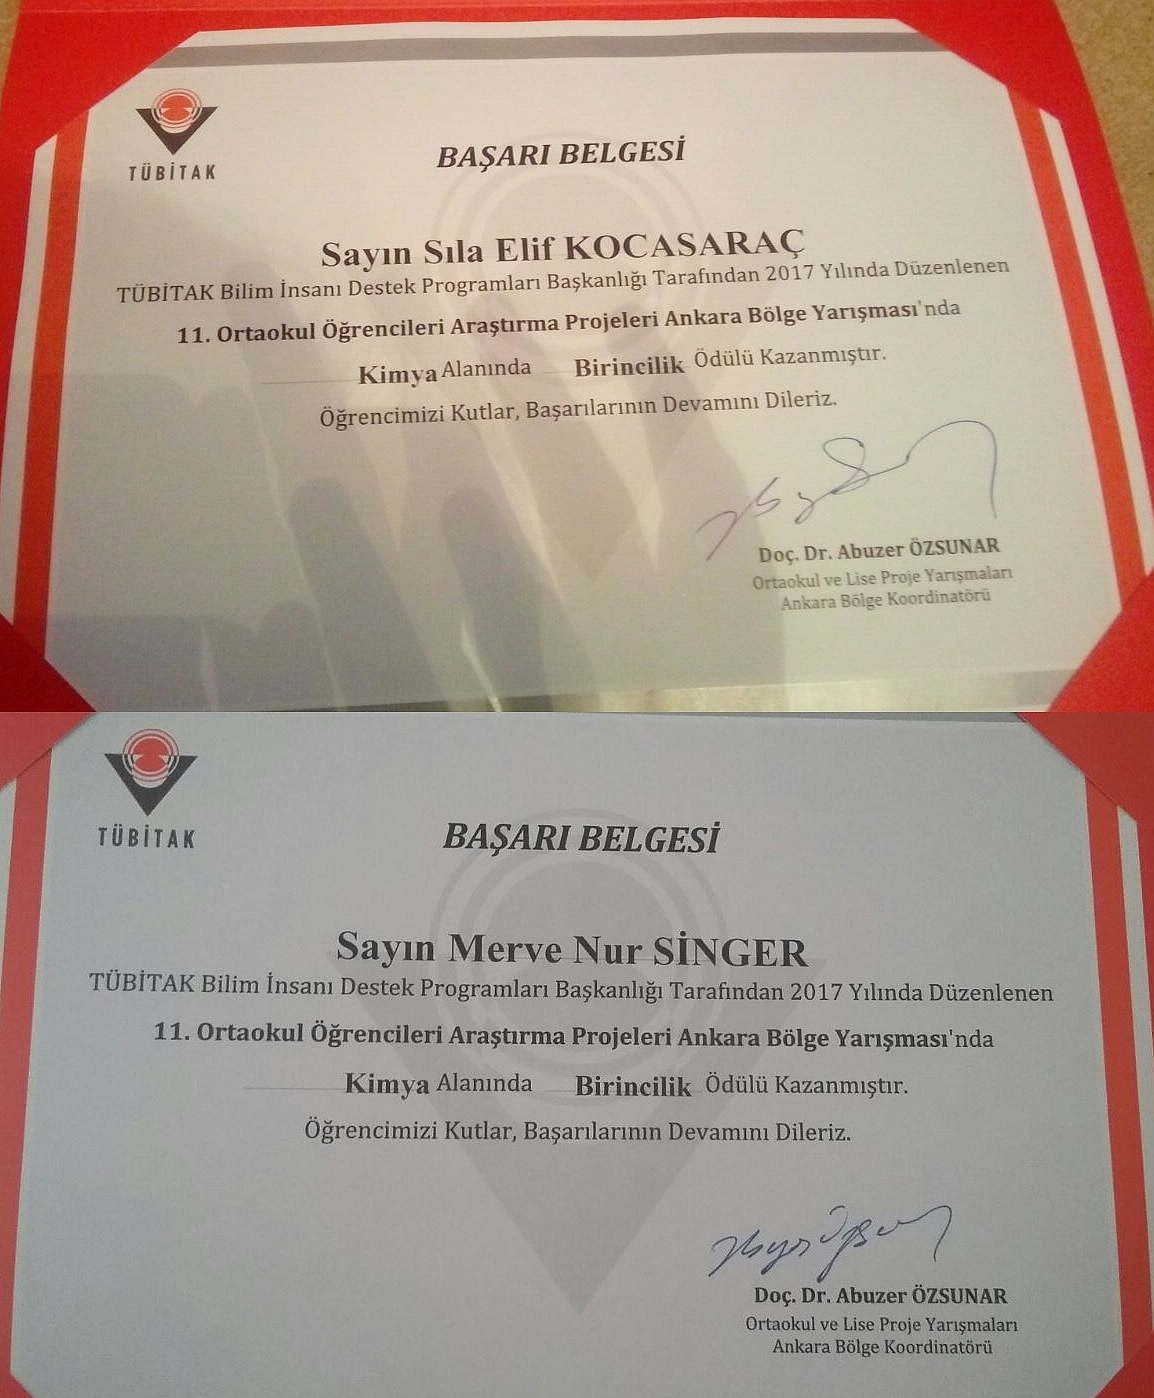 TÜBİTAK
BAŞARI BELGESİ
Sayın Sıla Elif KOCASARAÇ
TÜBİTAK Bilim İnsanı Destek Programları Başkanlığı Tarafından 2017 Yılında Düzenlenen
11. Ortaokul Öğrencileri Araştırma Projeleri Ankara Bölge Yarışması'nda
Kimya Alanında Birincilik Ödülü Kazanmıştır.
Öğrencimizi Kutlar, Başarılarının Devamını Dileriz.
Doç. Dr. Abuzer ÖZSUNAR
Ortaokul ve Lise Proje Yarışmaları
Ankara Bölge Koordinatörü
TÜBİTAK
BAŞARI BELGESİ
Sayın Merve Nur SİNGER
TÜBİTAK Bilim İnsanı Destek Programları Başkanlığı Tarafından 2017 Yılında Düzenlenen
11. Ortaokul Öğrencileri Araştırma Projeleri Ankara Bölge Yarışması'nda
Kimya Alanında Birincilik Ödülü Kazanmıştır.
Öğrencimizi Kutlar, Başarılarının Devamını Dileriz.
Doç. Dr. Abuzer ÖZSUNAR
Ortaokul ve Lise Proje Yarışmaları
Ankara Bölge Koordinatörü